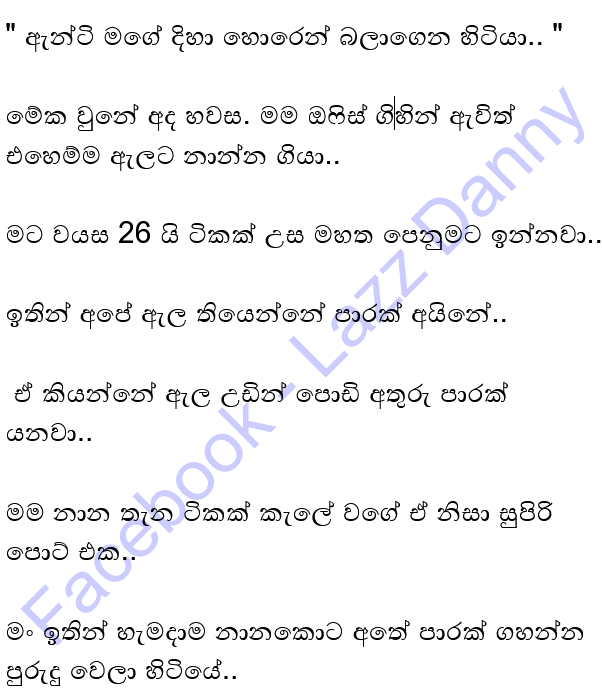 " ඇන්ටි මගේ දිහා හොරෙන් බලාගෙන හිටියා.. "
මේක වුනේ අද හවස. මම ඔෆිස් ගිහින් ඇවිත්
එහෙම්ම ඇලට නාන්න ගියා..
මට වයස 26 යි ටිකක් උස මහත පෙනුමට ඉන්නවා..
ඉතින් අපේ ඇල තියෙන්නේ පාරක් අයිනේ..
ඒ කියන්නේ ඇල උඩින් පොඩි අතුරු පාරක්
යනවා..
මම නාන තැන ටිකක් කැලේ වගේ ඒ නිසා සුපිරි
පොට් එක..
මං ඉතින් හැමදාම නානකොට අතේ පාරක් ගහන්න
පුරුදු වෙලා හිටියේ..
Facebook - Lazz Danny